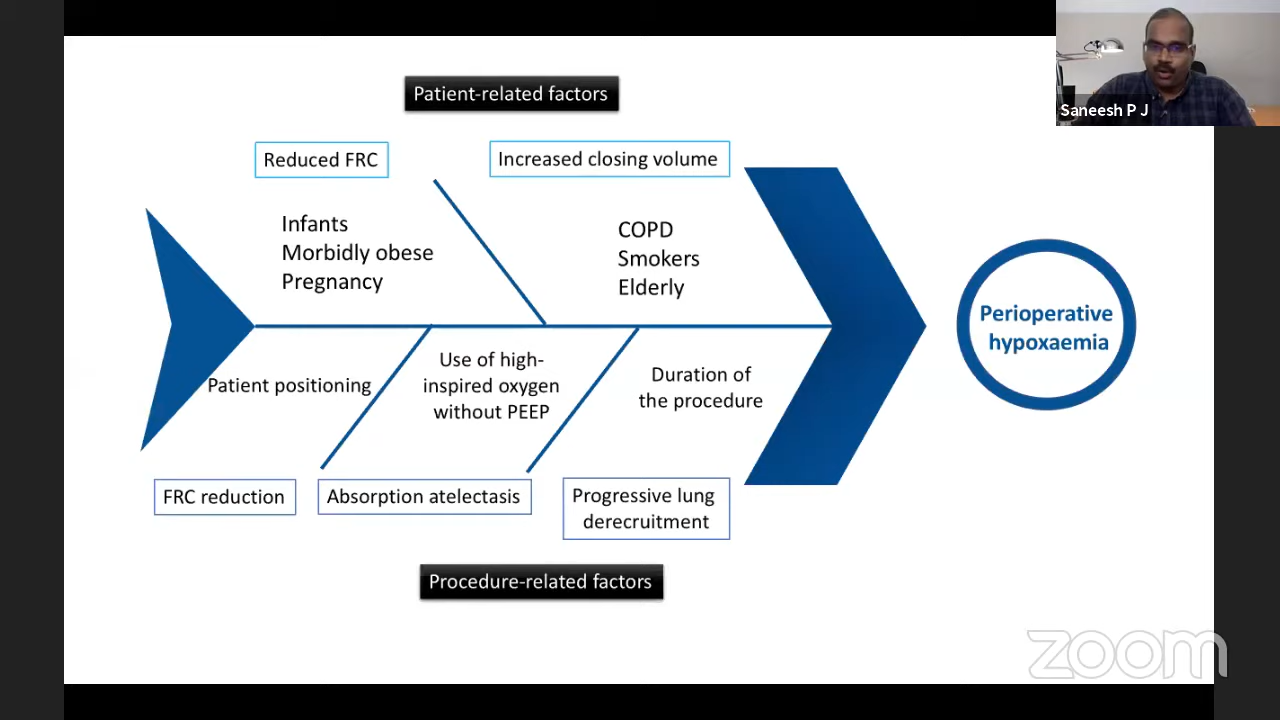 Saneesh P J
Patient-related factors
Reduced FRC
Increased closing volume
Infants
Morbidly obese
Pregnancy
COPD
Smokers
Elderly
Perioperative
hypoxaemia
Patient positioning
Use of high-
inspired oxygen
without PEEP
Duration of
the procedure
FRC reduction
Absorption atelectasis
Progressive lung
derecruitment
Procedure-related factors
zoom